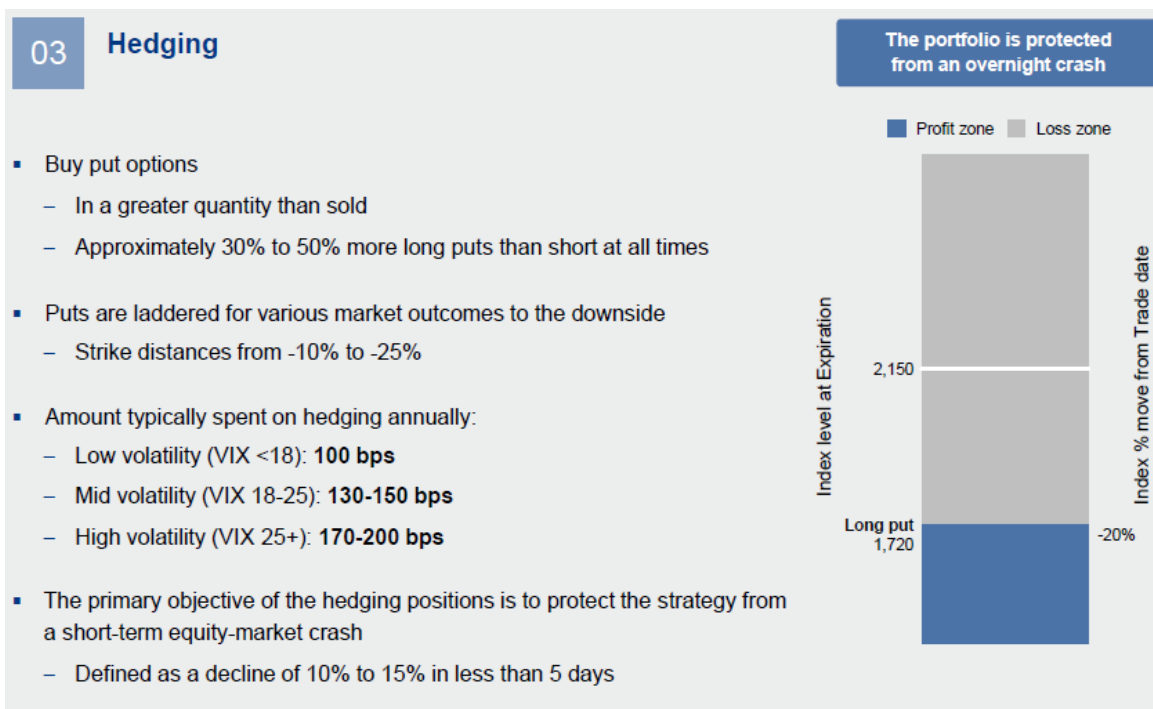 03
Hedging
The portfolio is protected
from an overnight crash
Profit zone
Loss zone
▪ Buy put options
– In a greater quantity than sold
– Approximately 30% to 50% more long puts than short at all times
▪ Puts are laddered for various market outcomes to the downside
– Strike distances from -10% to -25%
▪ Amount typically spent on hedging annually:
– Low volatility (VIX <18): 100 bps
– Mid volatility (VIX 18-25): 130-150 bps
– High volatility (VIX 25+): 170-200 bps
▪ The primary objective of the hedging positions is to protect the strategy from
a short-term equity-market crash
– Defined as a decline of 10% to 15% in less than 5 days
Index level at Expiration
2,150
Long put
1,720
-20%
Index % move from Trade date